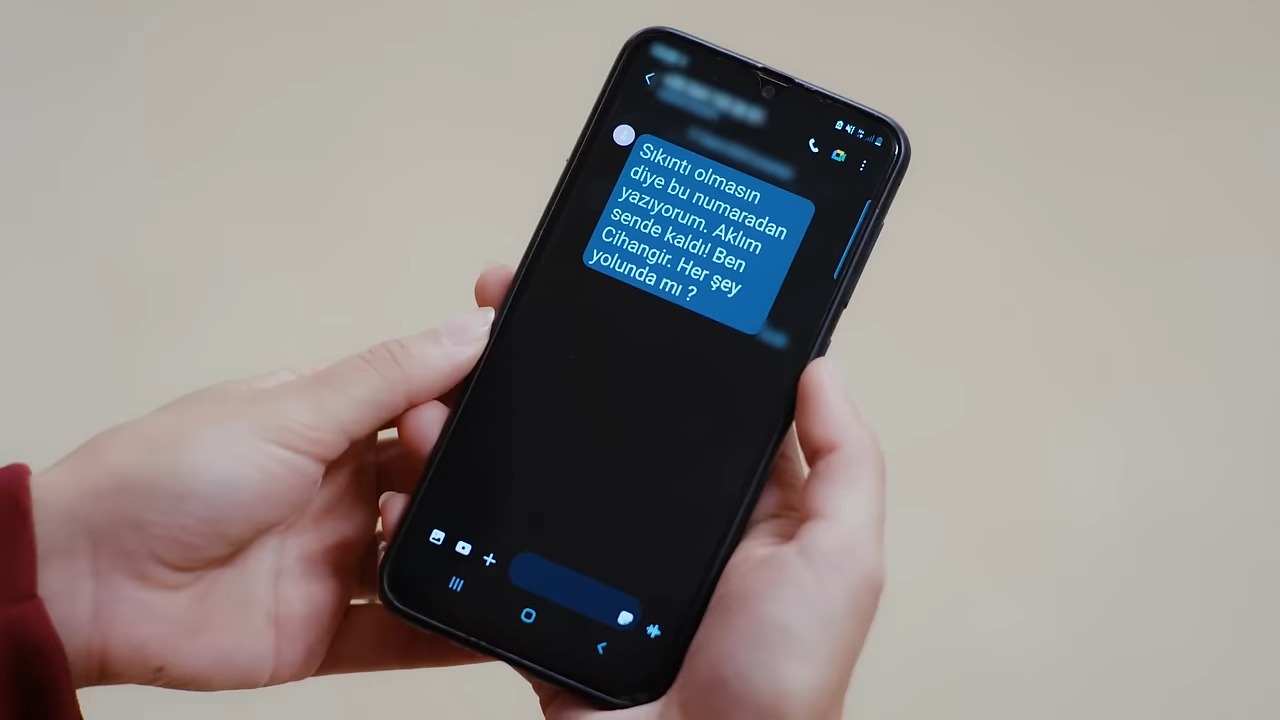 Sıkıntı olmasın
diye bu numaradan
yazıyorum. Aklım
sende kaldı! Ben
Cihangir. Her şey
yolunda mı ?